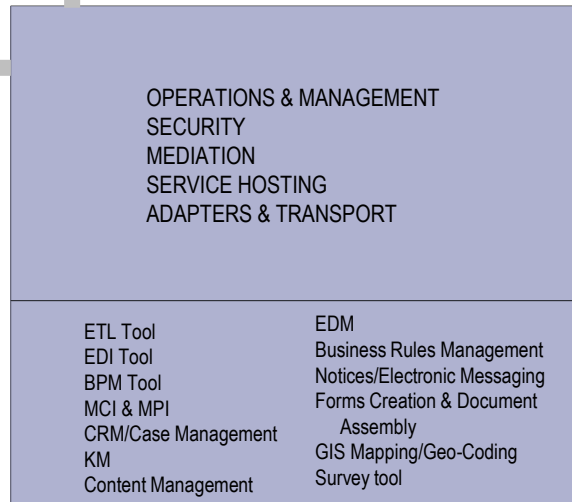 OPERATIONS & MANAGEMENT
SECURITY
MEDIATION
SERVICE HOSTING
ADAPTERS & TRANSPORT
ETL Tool
EDI Tool
BPM Tool
MCI & MPI
CRM/Case Management
KM
Content Management
EDM
Business Rules Management
Notices/Electronic Messaging
Forms Creation & Document
Assembly
GIS Mapping/Geo-Coding
Survey tool